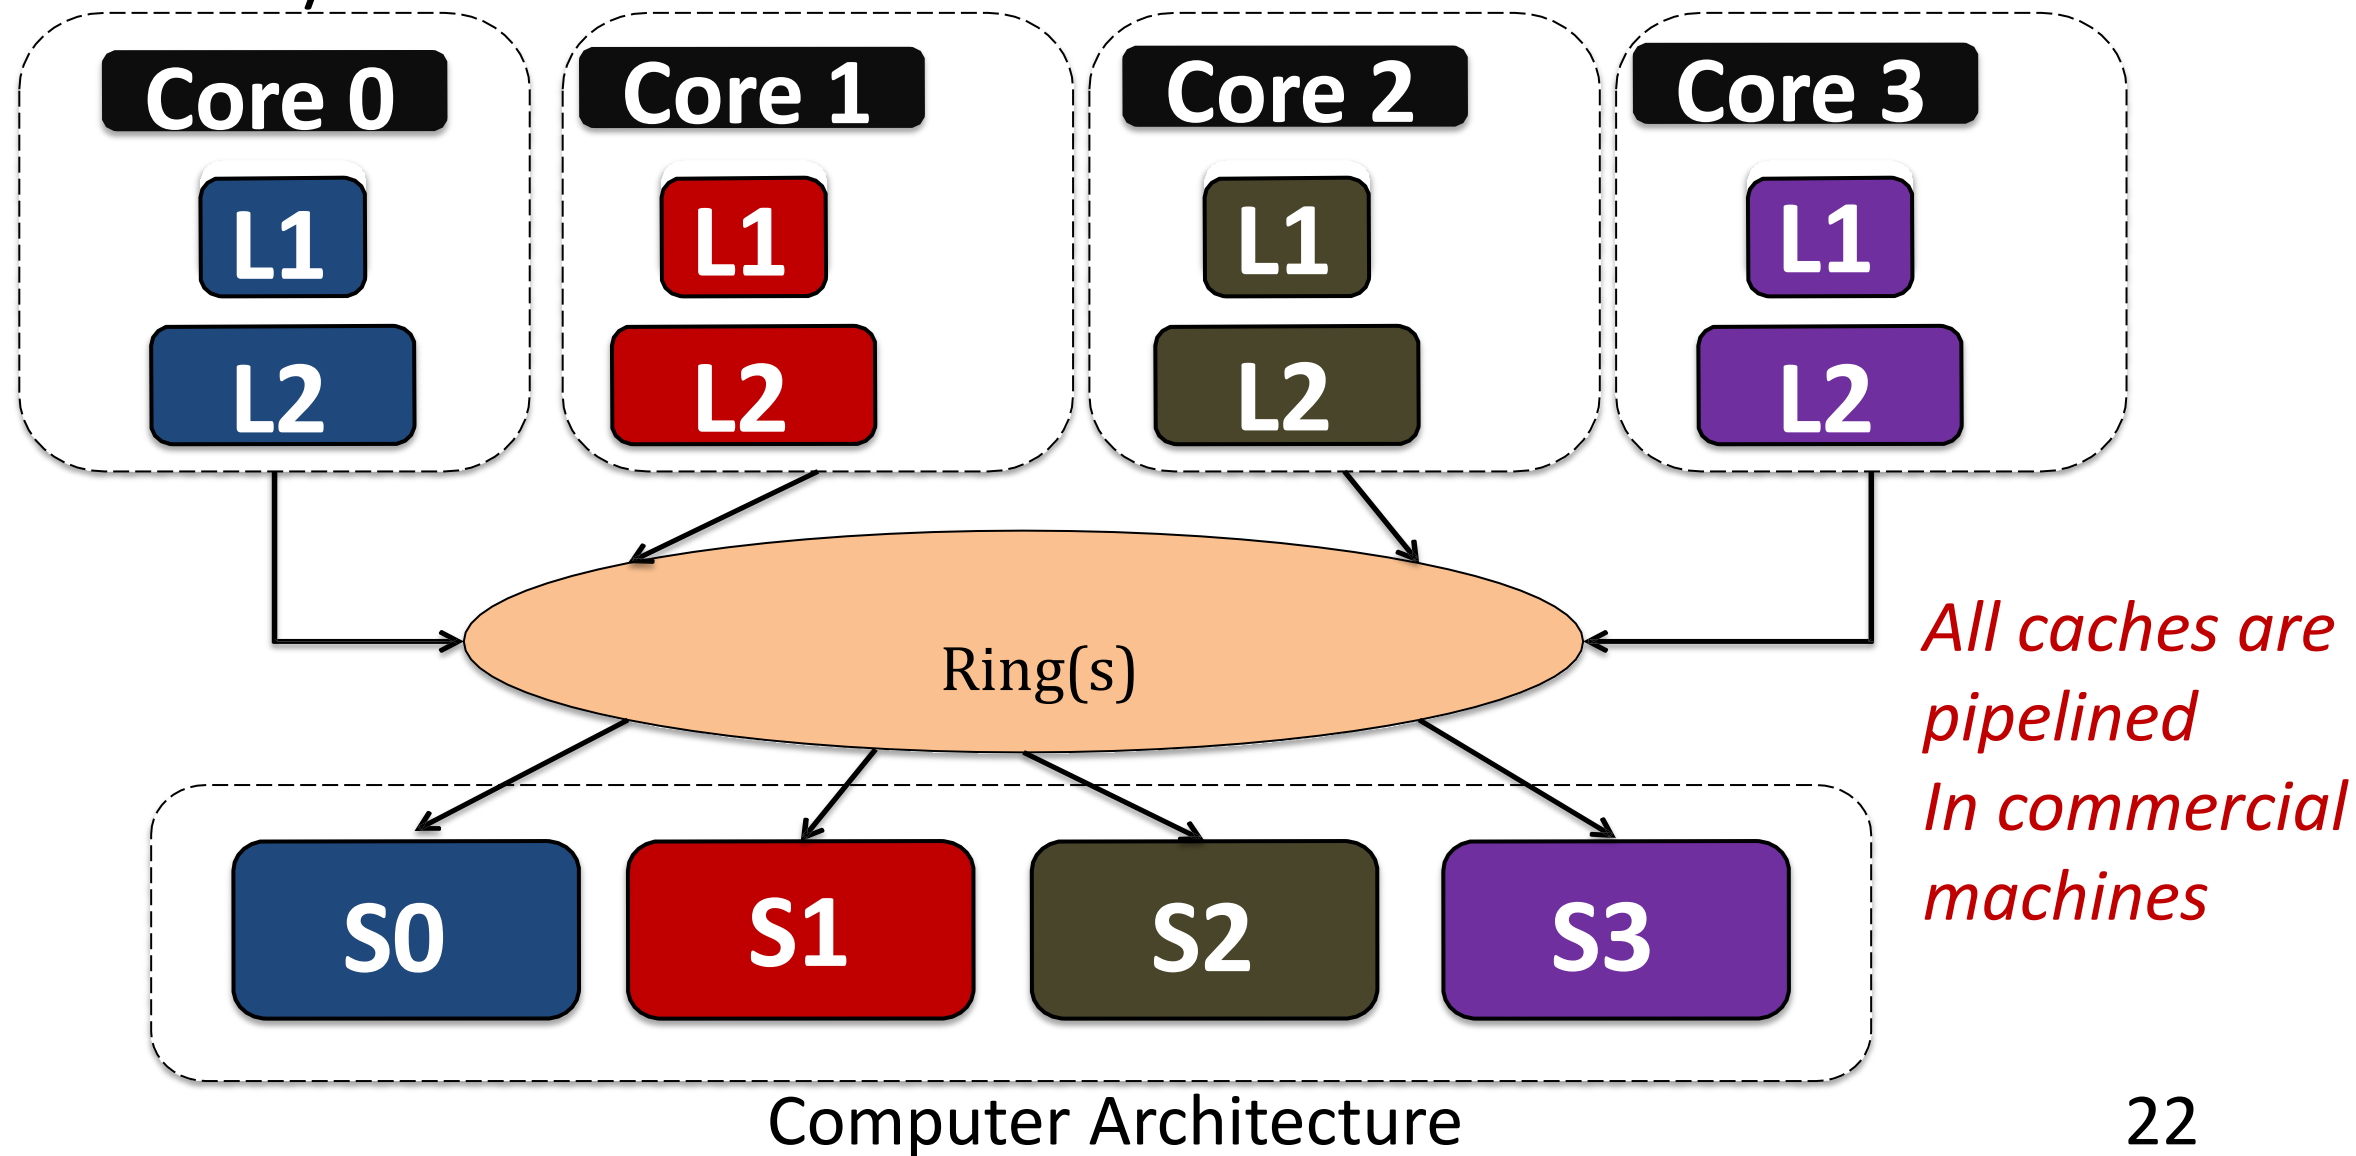 Core 0
Core 1
Core 2
Core 3
L1
L1
L1
L1
L2
L2
L2
L2
Ring(s)
All caches are
pipelined
In commercial
machines
S0
S1
S2
S3
Computer Architecture
22